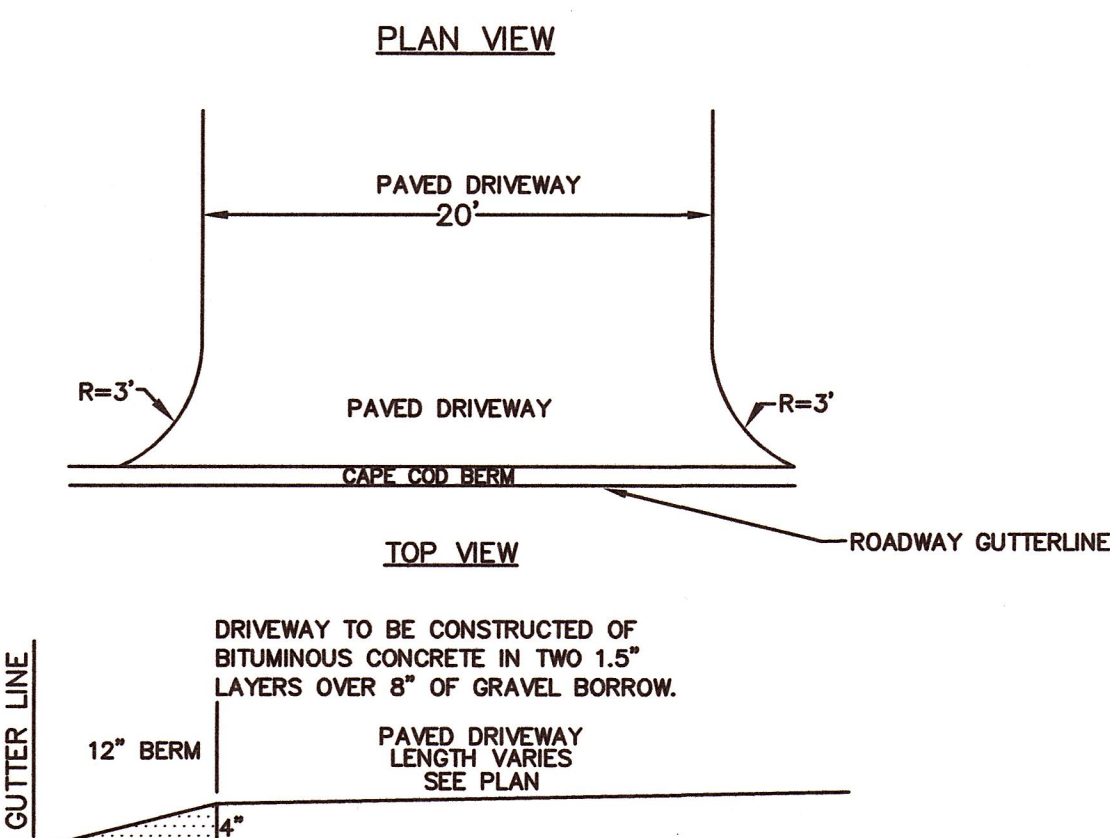 PLAN VIEW
PAVED DRIVEWAY
20'
R=3'
PAVED DRIVEWAY
R=3'
CAPE COD BERM
ROADWAY GUTTERLINE
TOP VIEW
DRIVEWAY TO BE CONSTRUCTED OF
BITUMINOUS CONCRETE IN TWO 1.5"
LAYERS OVER 8" OF GRAVEL BORROW.
GUTTER LINE
12" BERM
PAVED DRIVEWAY
LENGTH VARIES
SEE PLAN
4"